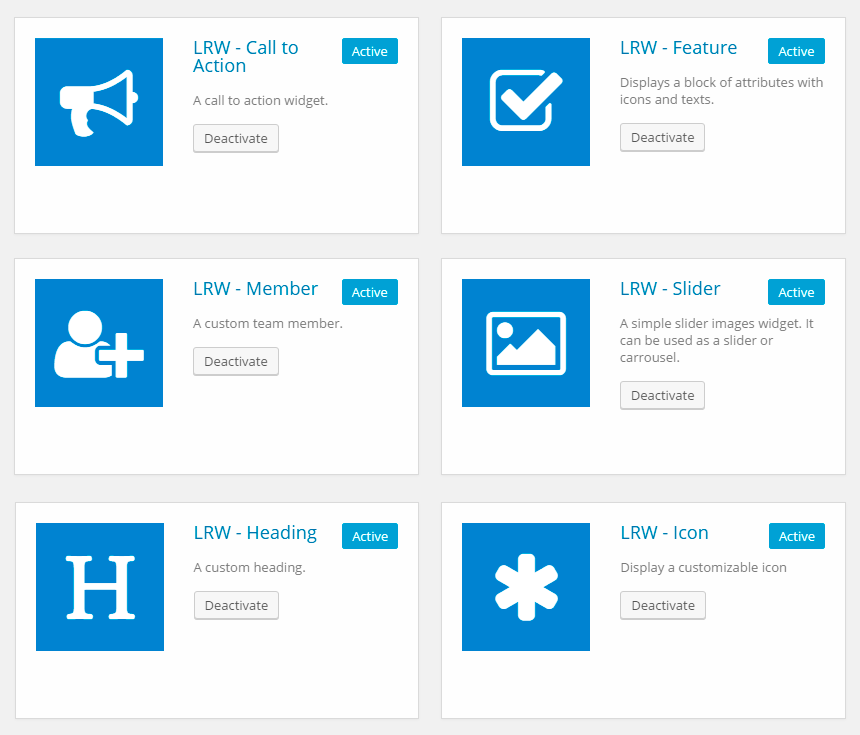 LRW - Call to
Action
Active
A call to action widget.
Deactivate
LRW - Feature
Active
Displays a block of attributes with
icons and texts.
Deactivate
LRW - Member
Active
A custom team member.
Deactivate
LRW - Slider
Active
A simple slider images widget. It
can be used as a slider or
carrousel.
Deactivate
H
LRW - Heading
Active
A custom heading.
Deactivate
LRW - Icon
Active
Display a customizable icon
Deactivate